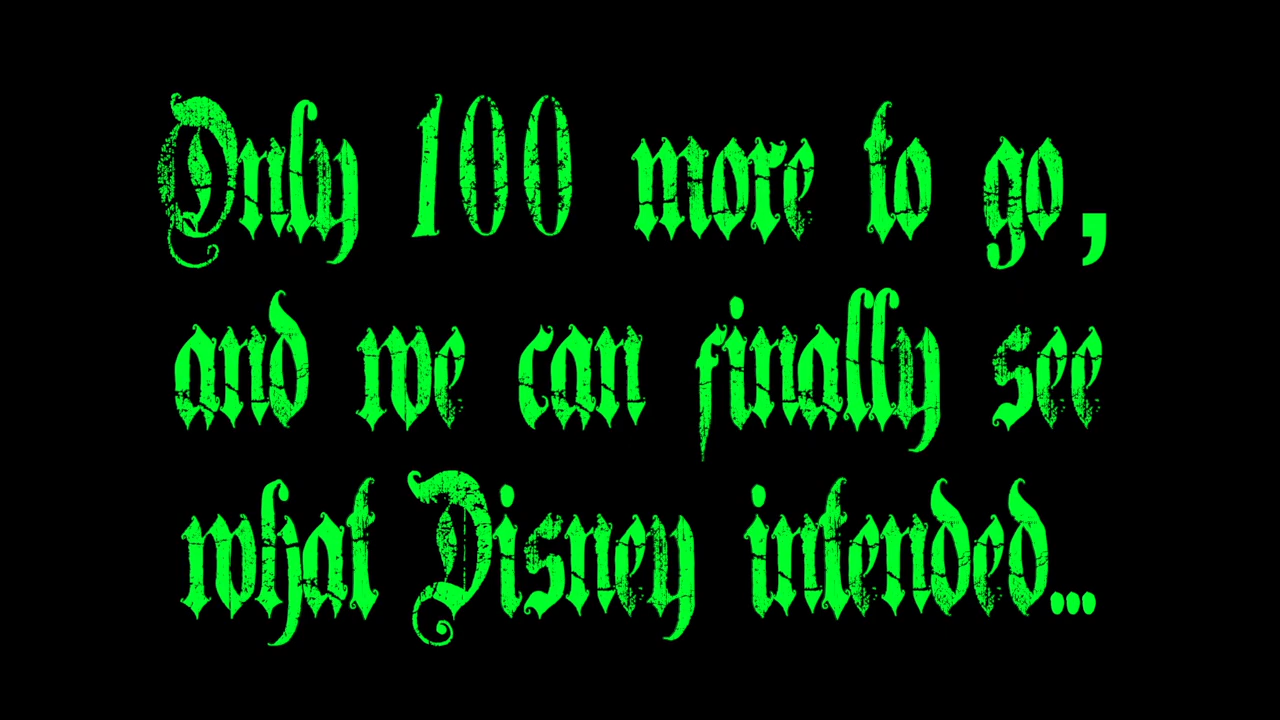 Only 100 more to go,
and we can finally see
what Disney intended...